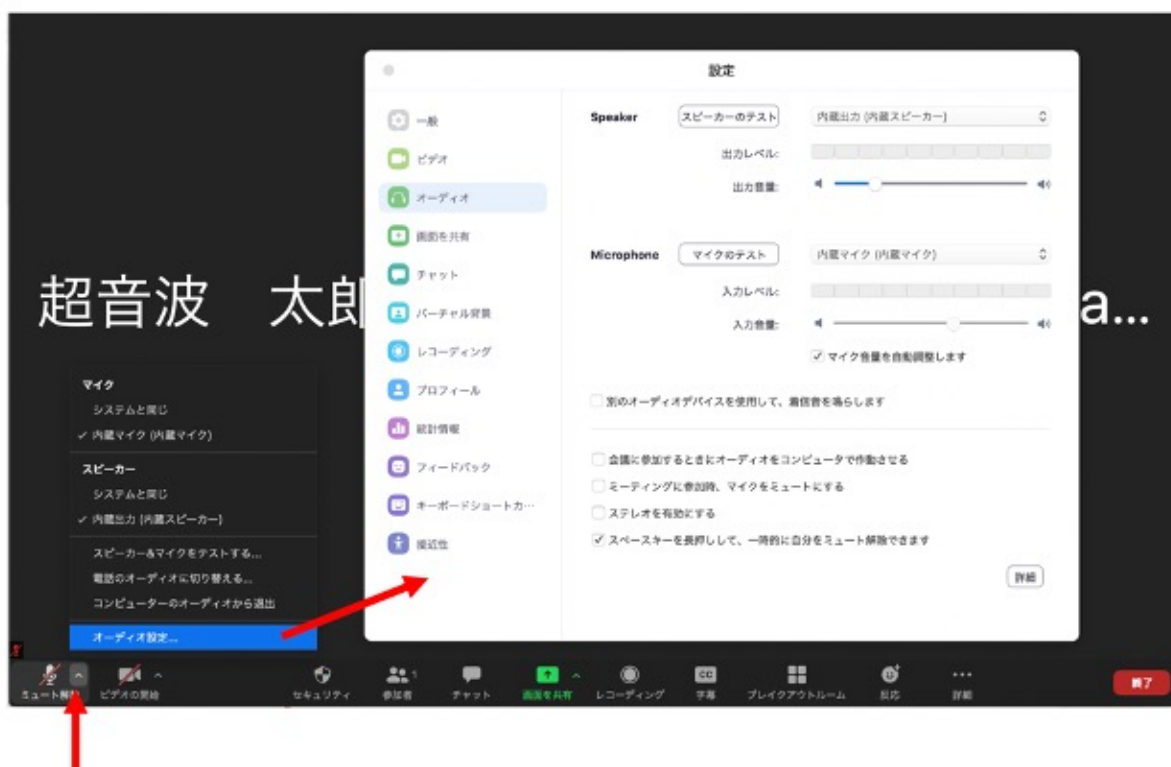 設定
一般
ビデオ
オーディオ
画面を共有
チャット
バーチャル背景
レコーディング
プロフィール
統計情報
フィードバック
キーボードショートカ…
接近性
Speaker
スピーカーのテスト
内蔵出力 (内蔵スピーカー)
出力レベル:
出力音量:
Microphone
マイクのテスト
内蔵マイク (内蔵マイク)
入力レベル:
入力音量:
マイク音量を自動調整します
別のオーディオデバイスを使用して、着信音を鳴らします
会議に参加するときにオーディオをコンピュータで作動させる
ミーティングに参加時、マイクをミュートにする
ステレオを有効にする
スペースキーを長押しして、一時的に自分をミュート解除できます
詳細
超音波 太郎
a...
マイク
システムと同じ
内蔵マイク (内蔵マイク)
スピーカー
システムと同じ
内蔵出力 (内蔵スピーカー)
スピーカー&マイクをテストする...
電話のオーディオに切り替える...
コンピューターのオーディオから退出
オーディオ設定...
ミュート解除
ビデオの開始
セキュリティ
1
参加者
チャット
画面を共有
レコーディング
CC
字幕
ブレイクアウトルーム
反応
詳細
終了